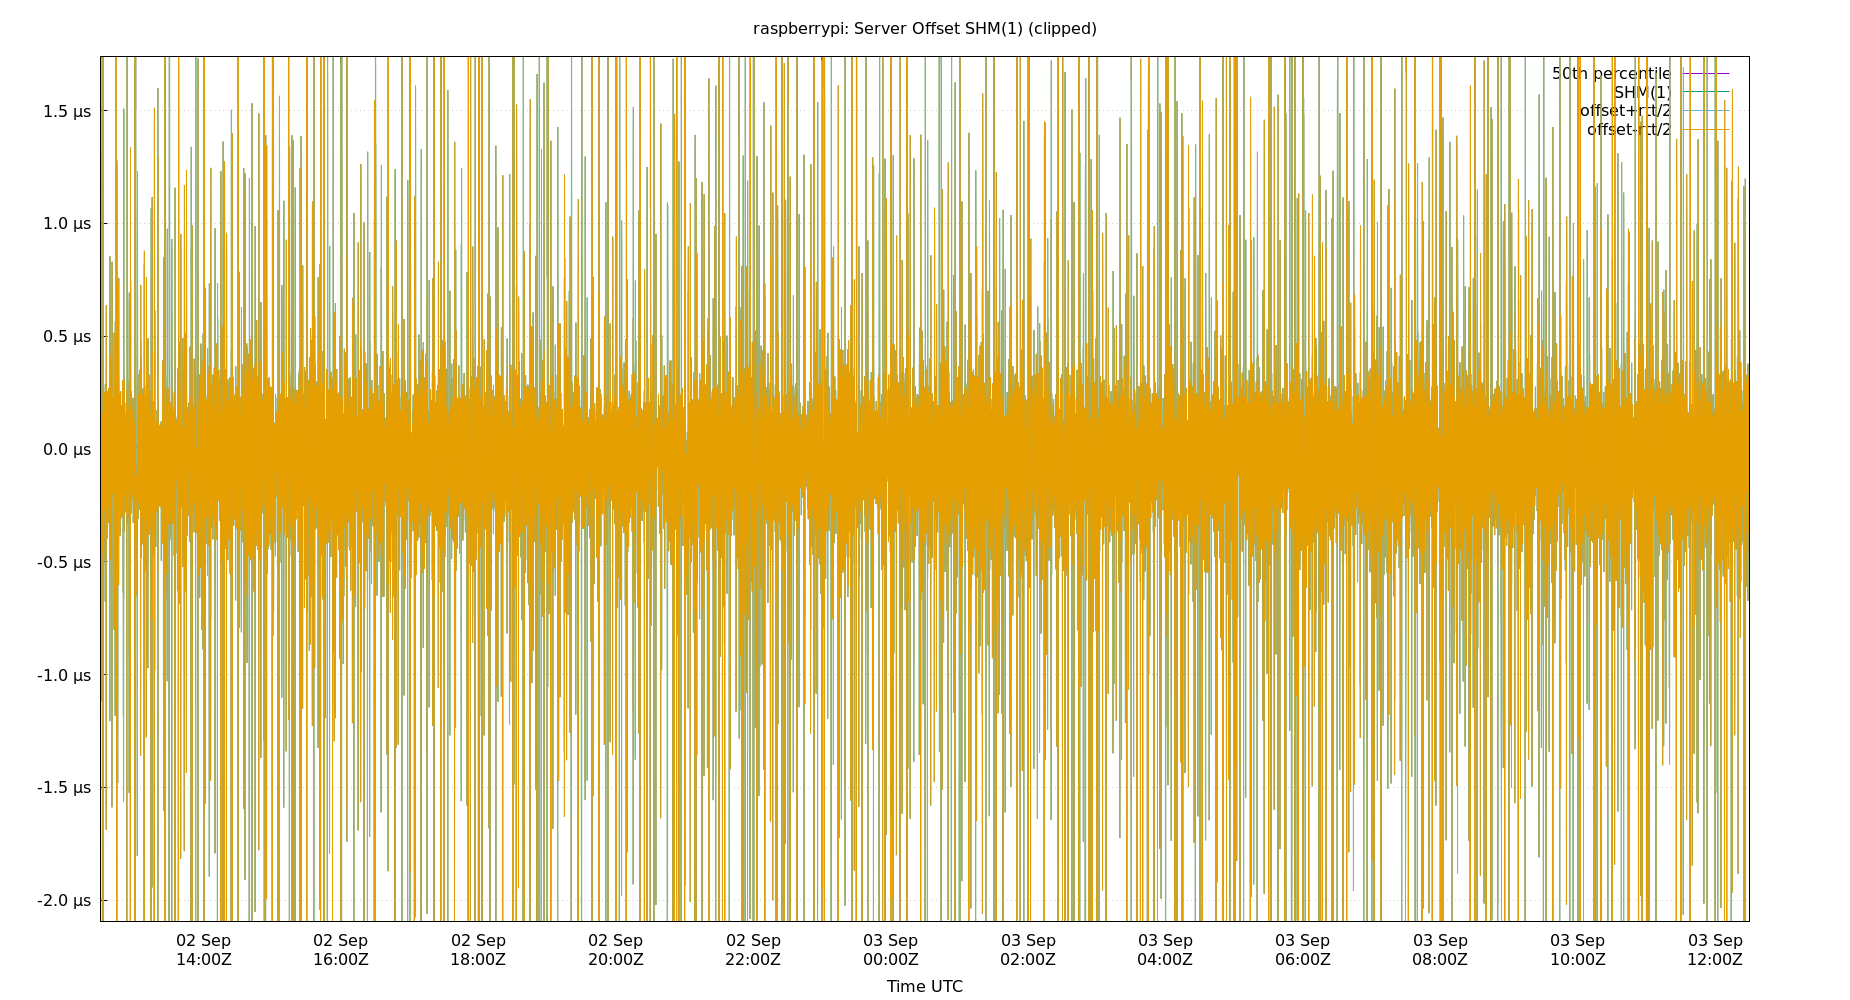 raspberrypi: Server Offset SHM(1) (clipped)
50th percentile
SHM(1)
offset+rtt/2
offset-rtt/2
1.5 µs
1.0 µs
0.5 µs
0.0 µs
-0.5 µs
-1.0 µs
-1.5 µs
-2.0 µs
02 Sep 02 Sep 02 Sep 02 Sep 02 Sep 03 Sep 03 Sep 03 Sep 03 Sep 03 Sep 03 Sep 03 Sep
14:00Z 16:00Z 18:00Z 20:00Z 22:00Z 00:00Z 02:00Z 04:00Z 06:00Z 08:00Z 10:00Z 12:00Z
Time UTC